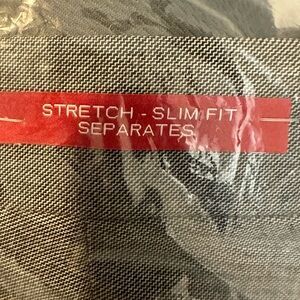 STRETCH - SLIM FIT
SEPARATES